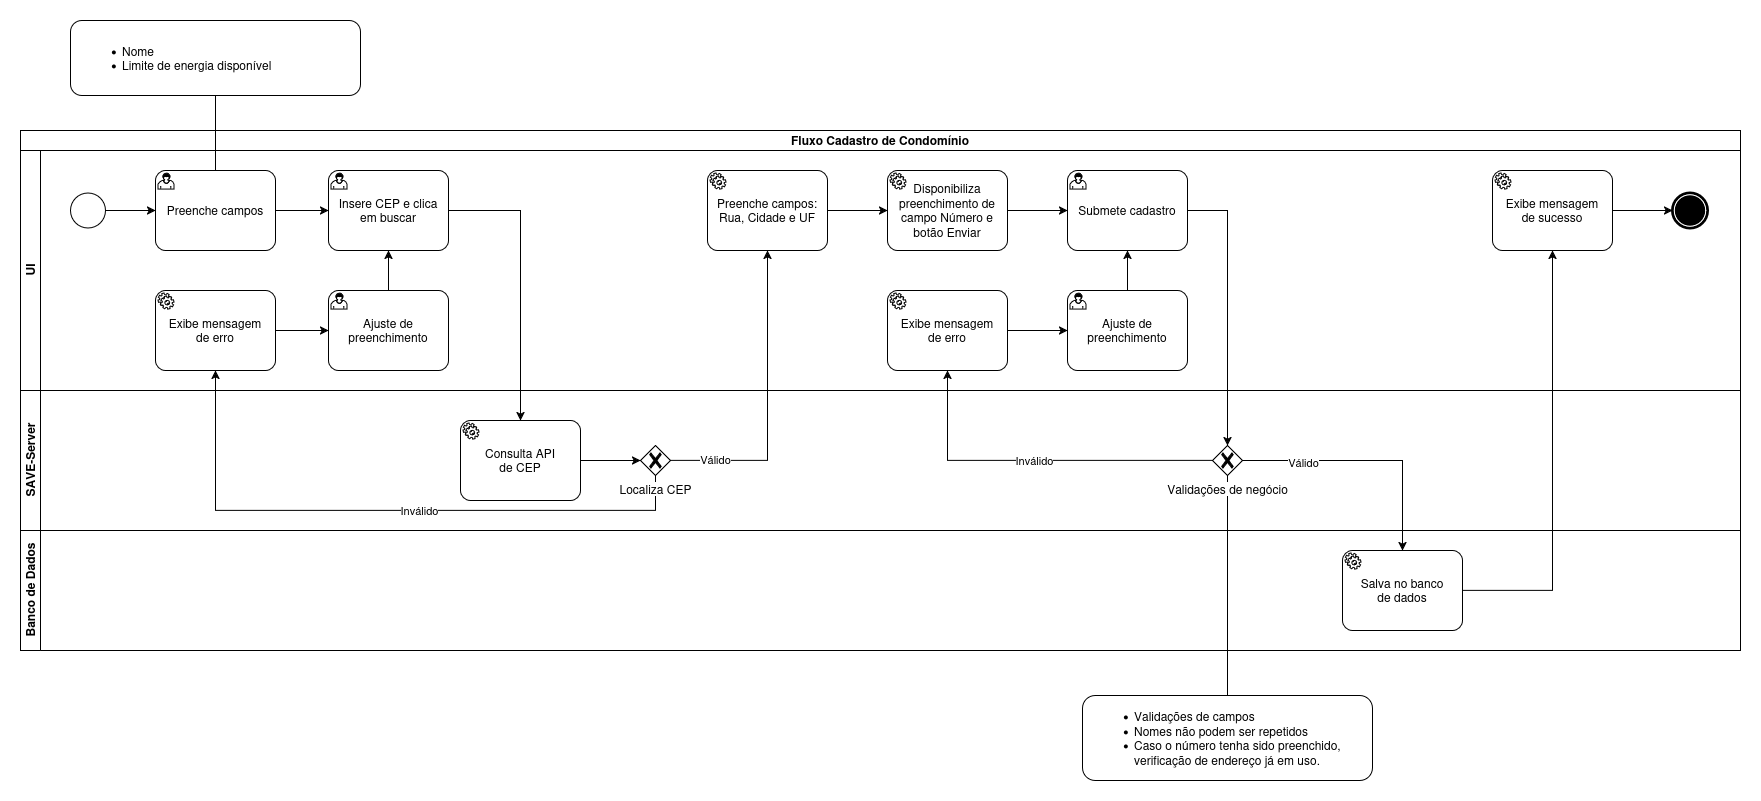 Nome
Limite de energia disponível
Fluxo Cadastro de Condomínio
UI
Preenche campos
Insere CEP e clica
em buscar
Preenche campos:
Rua, Cidade e UF
Disponibiliza
preenchimento de
campo Número e
botão Enviar
Submete cadastro
Exibe mensagem
de sucesso
Exibe mensagem
de erro
Ajuste de
preenchimento
Exibe mensagem
de erro
Ajuste de
preenchimento
SAVE-Server
Consulta API
de CEP
Localiza CEP
Válido
Inválido
Inválido
Validações de negócio
Válido
Banco de Dados
Salva no banco
de dados
Validações de campos
Nomes não podem ser repetidos
Caso o número tenha sido preenchido,
verificação de endereço já em uso.